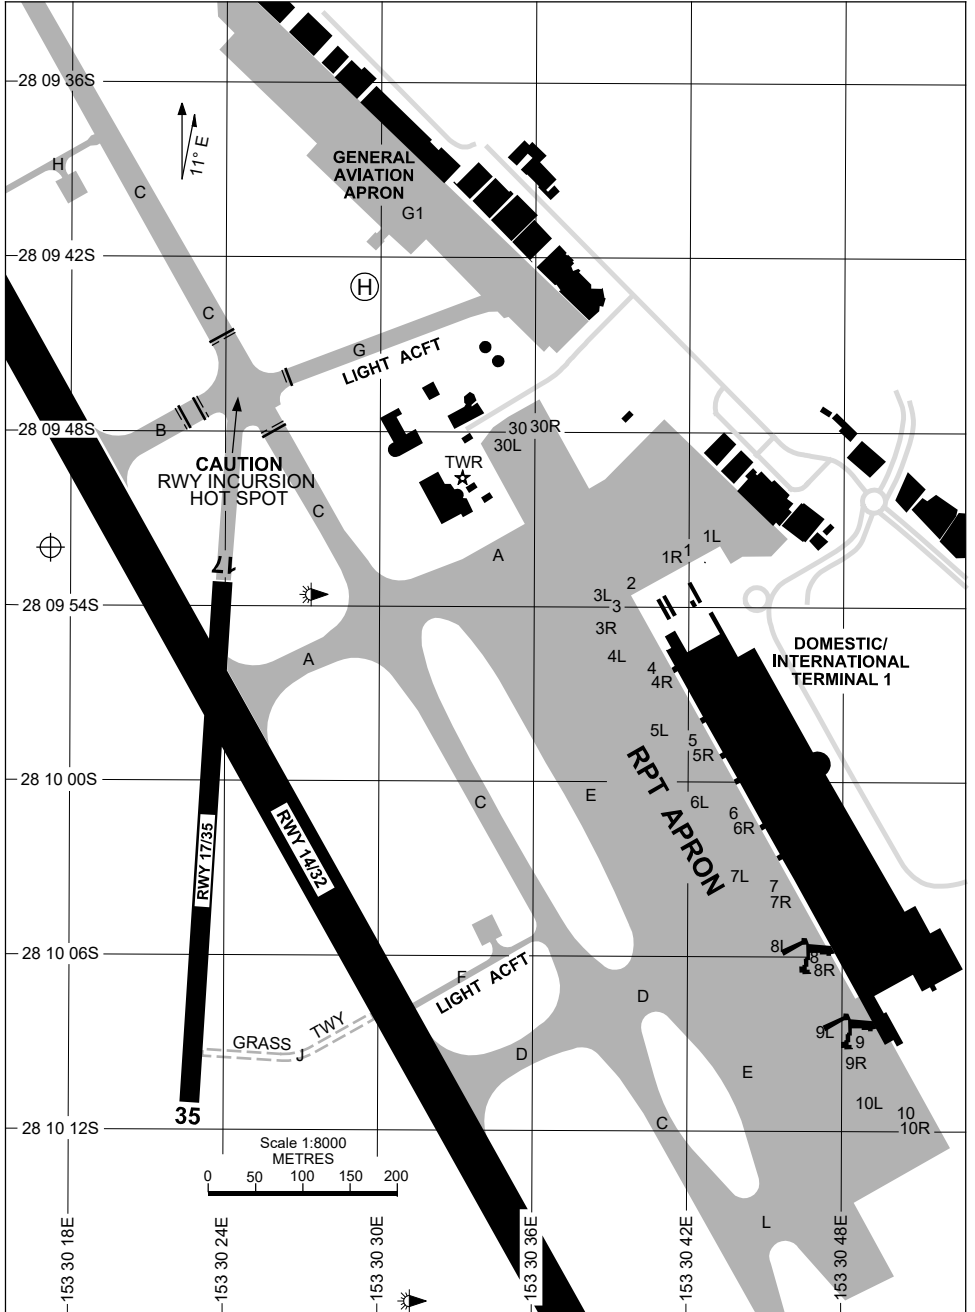 28 09 36S
11° E
H
C
GENERAL
AVIATION
APRON
G1
28 09 42S
H
C
G
LIGHT ACFT
28 09 48S
B
30 30R
30L
TWR
CAUTION
RWY INCURSION
HOT SPOT
C
A
1L
1
1R
17
2
28 09 54S
3L
3
3R
A
4L
4
4R
DOMESTIC/
INTERNATIONAL
TERMINAL 1
5L
5
5R
RPT APRON
28 10 00S
C
E
6L
6
6R
RWY 17/35
RWY 14/32
7L
7
7R
28 10 06S
8L
8
8R
F
LIGHT ACFT
D
GRASS
TWY
J
D
9L
9
9R
E
35
10L
10
10R
28 10 12S
C
Scale 1:8000
METRES
0 50 100 150 200
L
153 30 18E
153 30 24E
153 30 30E
153 30 36E
153 30 42E
153 30 48E